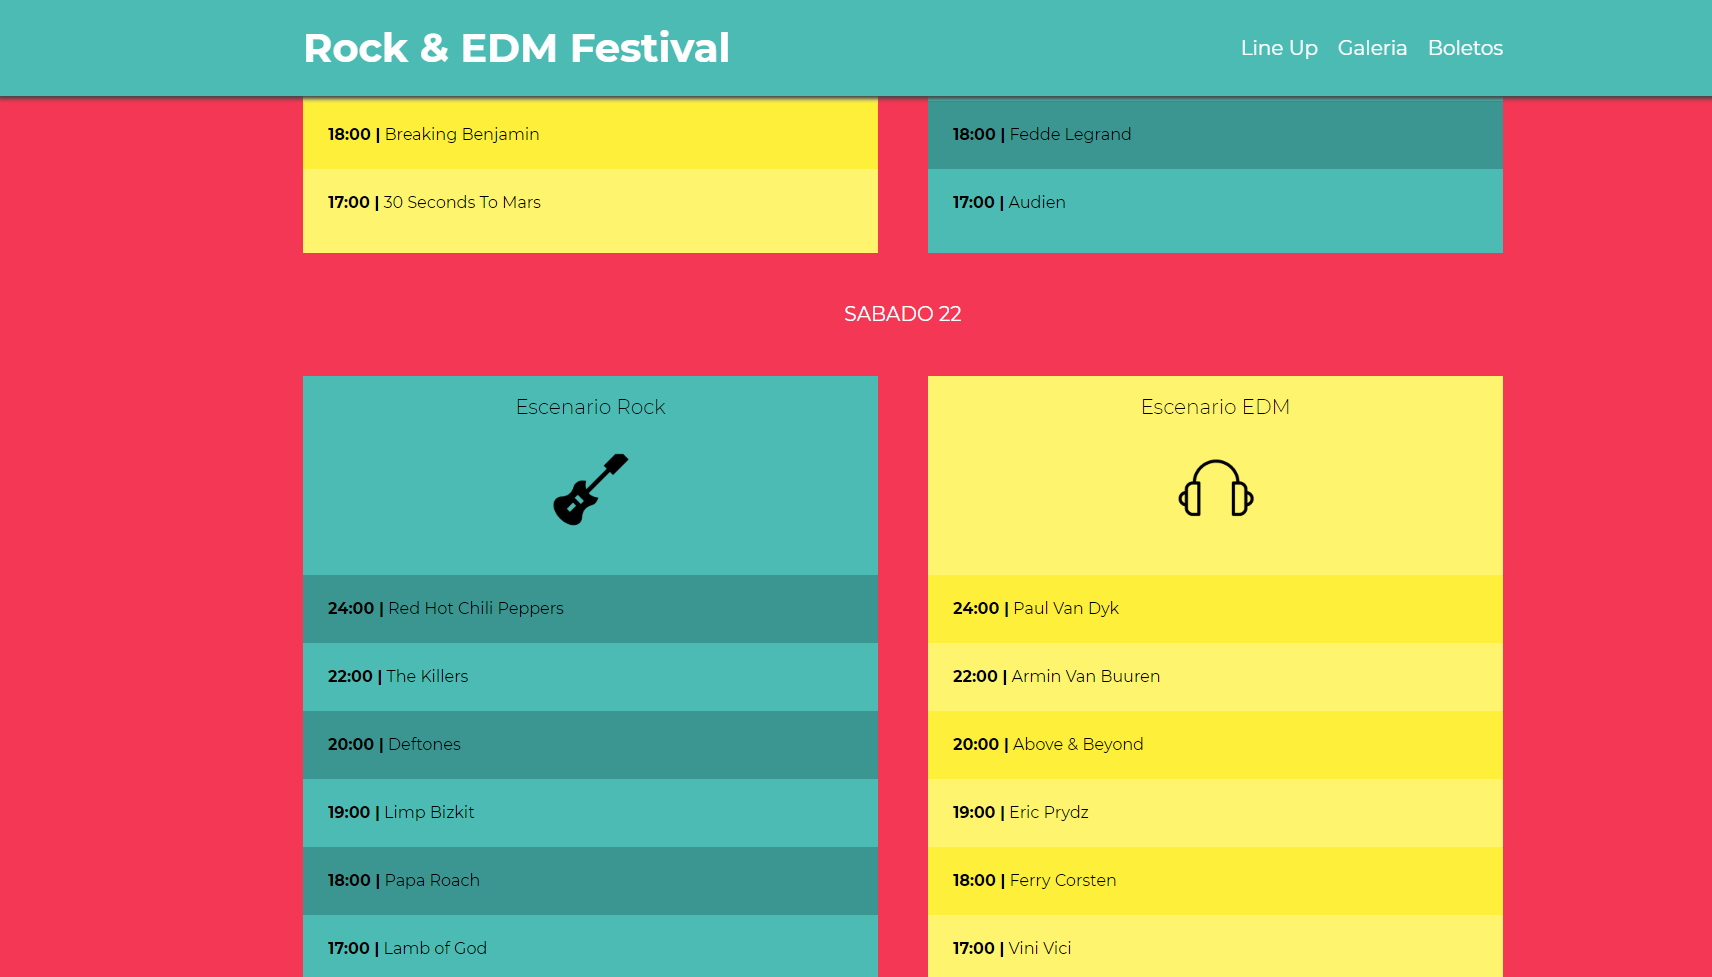 Rock & EDM Festival
Line Up Galeria Boletos
18:00 | Breaking Benjamin
17:00 | 30 Seconds To Mars
18:00 | Fedde Legrand
17:00 | Audien
SABADO 22
Escenario Rock
24:00 | Red Hot Chili Peppers
22:00 | The Killers
20:00 | Deftones
19:00 | Limp Bizkit
18:00 | Papa Roach
17:00 | Lamb of God
Escenario EDM
24:00 | Paul Van Dyk
22:00 | Armin Van Buuren
20:00 | Above & Beyond
19:00 | Eric Prydz
18:00 | Ferry Corsten
17:00 | Vini Vici